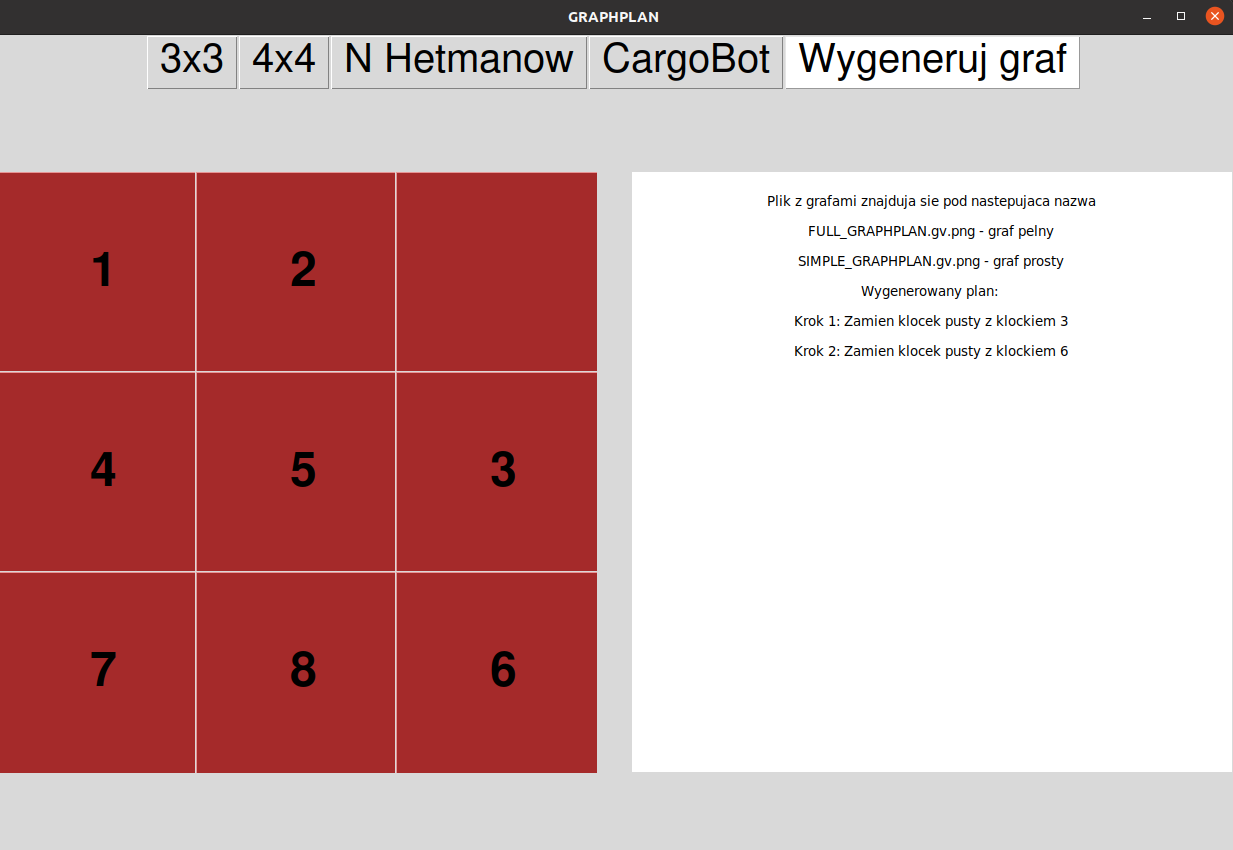 GRAPHPLAN
3x3 4x4 N Hetmanow CargoBot Wygeneruj graf
1 2
4 5 3
7 8 6
Plik z grafami znajduja sie pod nastepujaca nazwa
FULL_GRAPHPLAN.gv.png - graf pelny
SIMPLE_GRAPHPLAN.gv.png - graf prosty
Wygenerowany plan:
Krok 1: Zamien klocek pusty z klockiem 3
Krok 2: Zamien klocek pusty z klockiem 6